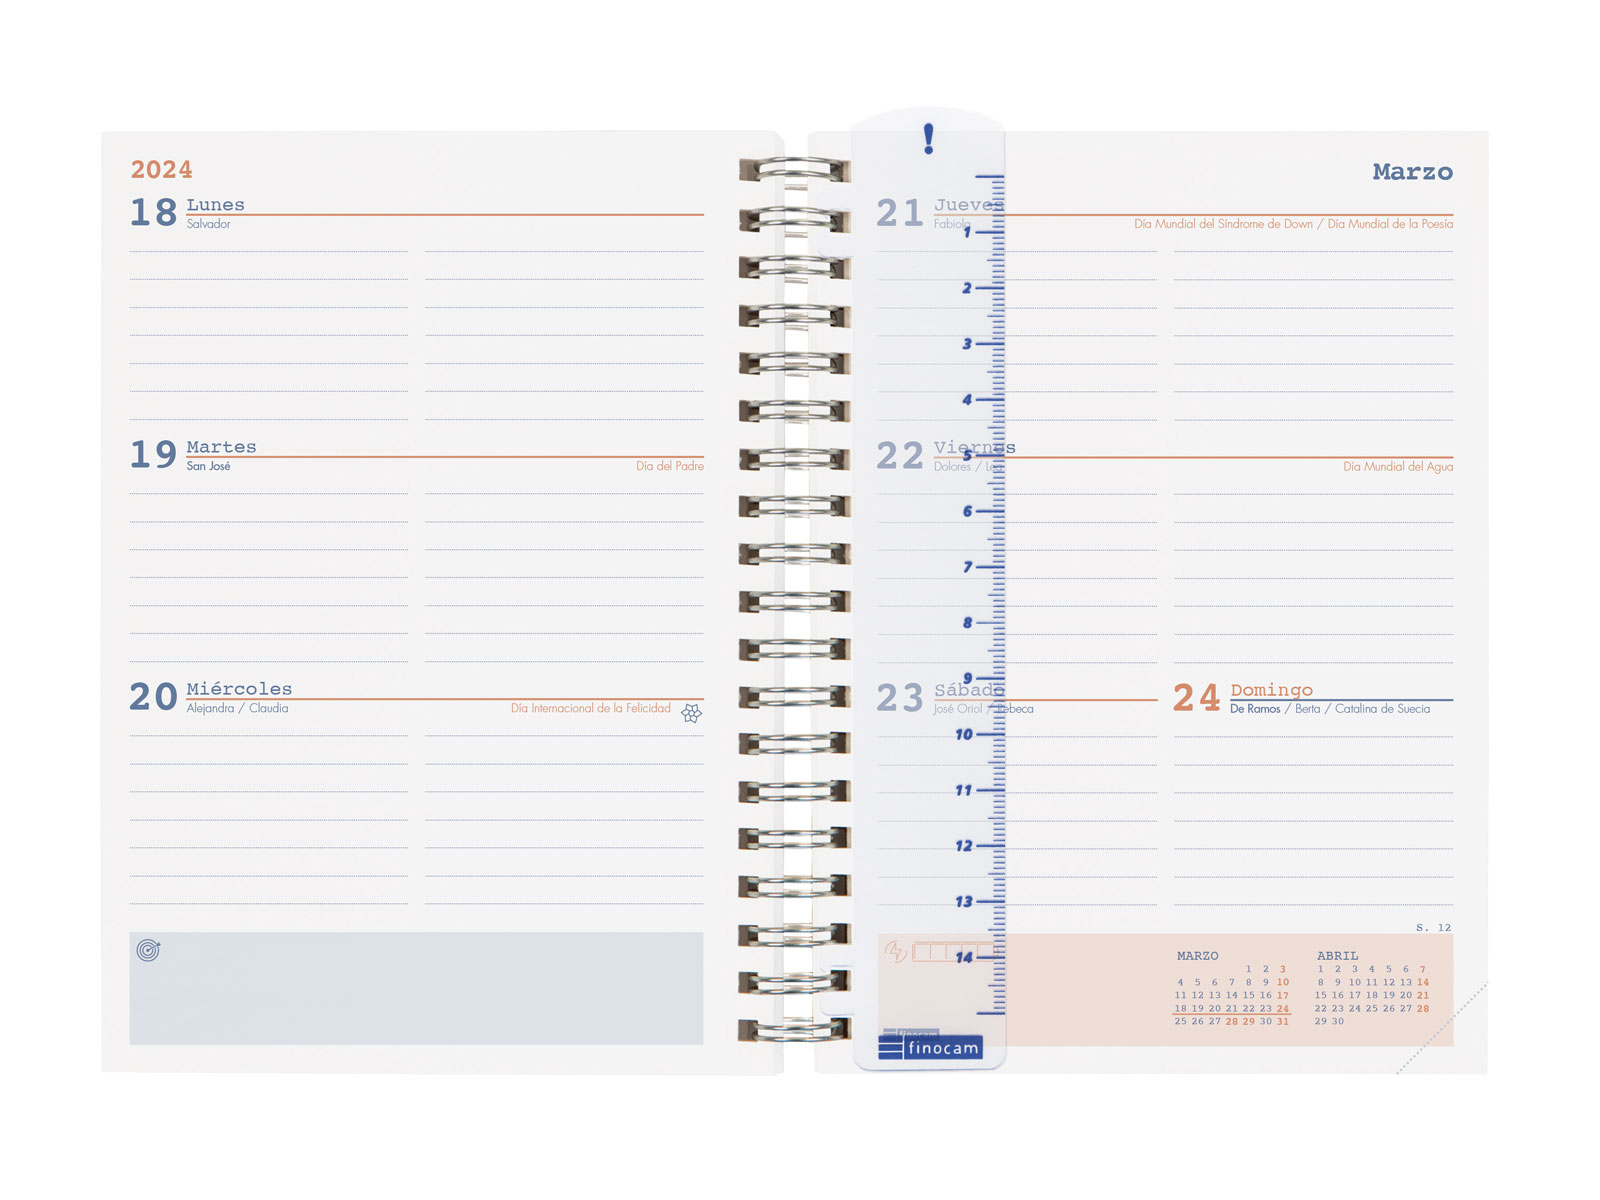 2024
18 Lunes
Salvador
19 Martes
San José
Día del Padre
20 Miércoles
Alejandra / Claudia
Día Internacional de la Felicidad
!
Marzo
21 Jueves
Fabiola
Día Mundial del Síndrome de Down / Día Mundial de la Poesía
22 Viernes
Dolores / Lea
Día Mundial del Agua
23 Sábado
José Oriol / Rebeca
24 Domingo
De Ramos / Berta / Catalina de Suecia
1
2
3
4
5
6
7
8
9
10
11
12
13
14
finocam
finocam
S. 12
MARZO
1 2 3
4 5 6 7 8 9 10
11 12 13 14 15 16 17
18 19 20 21 22 23 24
25 26 27 28 29 30 31
ABRIL
1 2 3 4 5 6 7
8 9 10 11 12 13 14
15 16 17 18 19 20 21
22 23 24 25 26 27 28
29 30